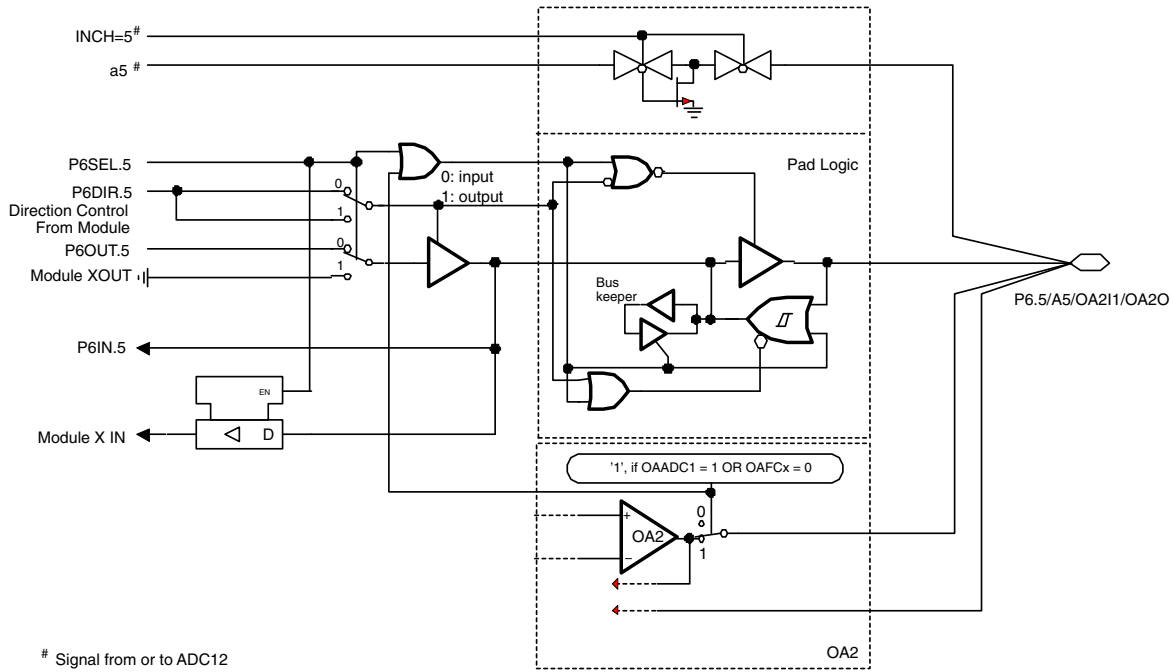 INCH=5#
a5 #
Pad Logic
P6SEL.5
0: input
1: output
P6DIR.5
0
Direction Control
From Module
1
P6OUT.5
0
Module XOUT
1
Bus
keeper
P6.5/A5/OA2I1/OA2O
P6IN.5
EN
D
Module X IN
'1', if OAADC1 = 1 OR OAFCx = 0
0
+
OA2
−
1
OA2
# Signal from or to ADC12